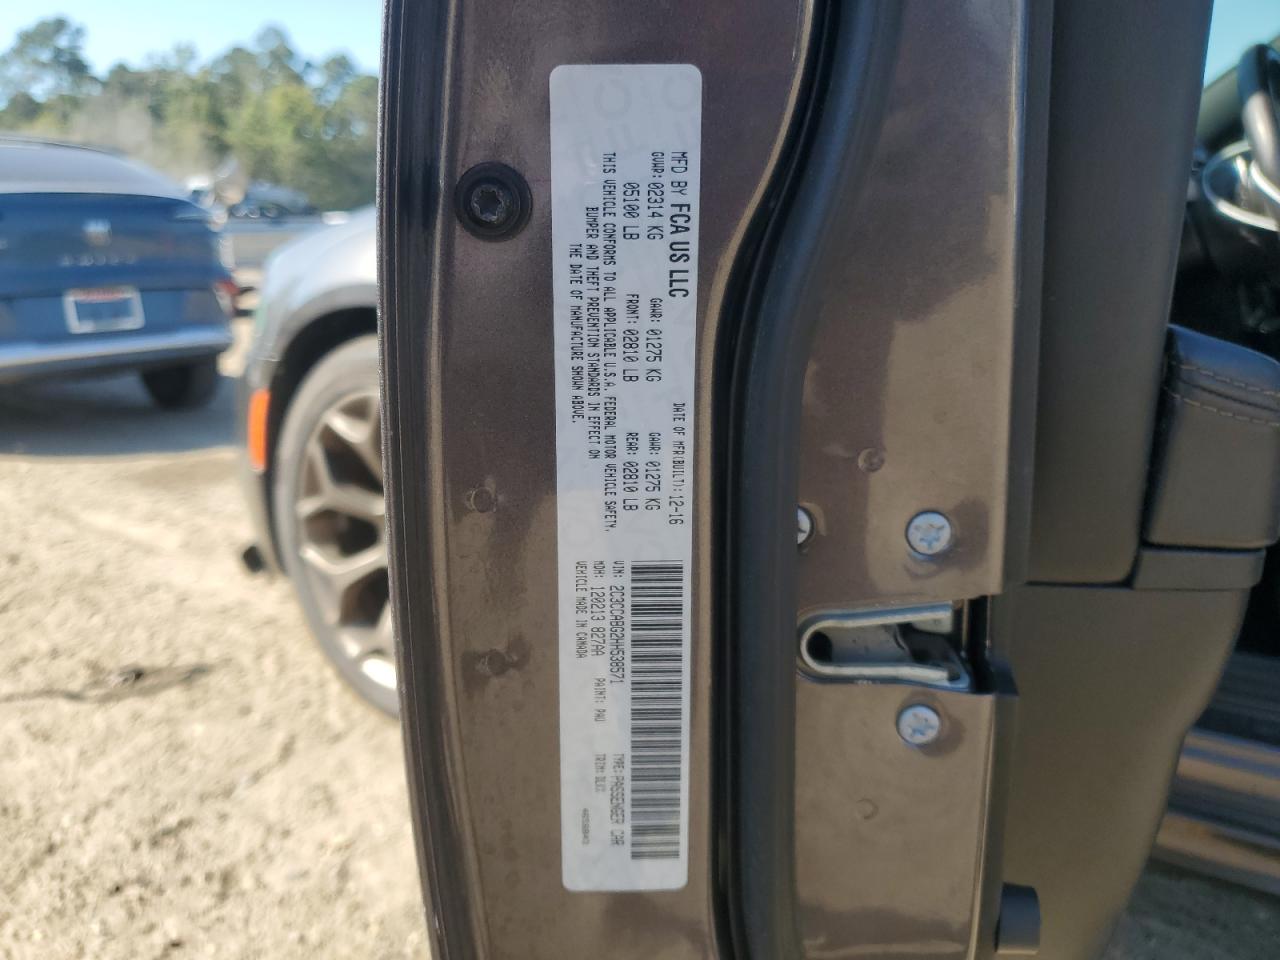 MFD BY FCA US LLC
DATE OF MFR(BUILT): 12-16
GVWR: 02314 KG GAWR: 01275 KG GAWR: 01275 KG
05100 LB FRONT: 02810 LB REAR: 02810 LB
THIS VEHICLE CONFORMS TO ALL APPLICABLE U.S.A. FEDERAL MOTOR VEHICLE SAFETY,
BUMPER AND THEFT PREVENTION STANDARDS IN EFFECT ON
THE DATE OF MANUFACTURE SHOWN ABOVE.
VIN: 2C3CCABG2HH538571 TYPE: PASSENGER CAR
MDH: 120213 827AA PAINT: PAU TRIM:
VEHICLE MADE IN CANADA